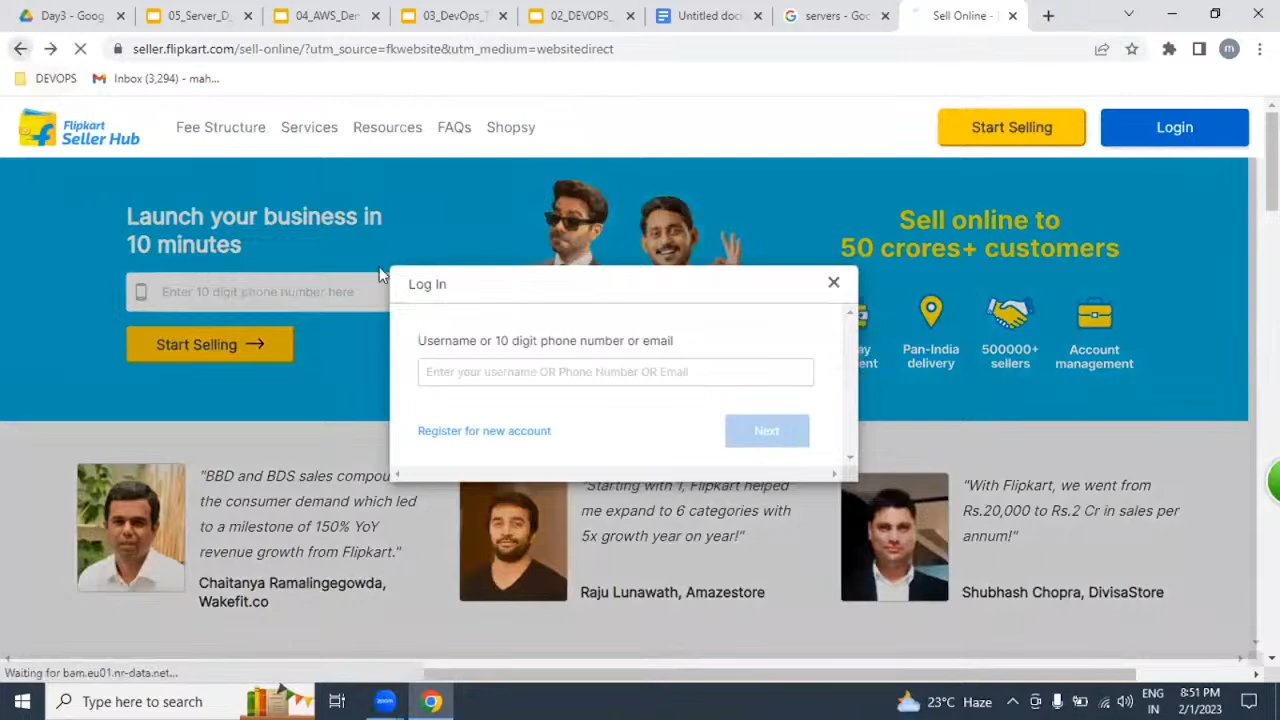 Day3 - Goog
05_Server_D
04_AWS_Der
03_DevOps_T
02_DEVOPS_
Untitled doc
servers - Goo
Sell Online -
seller.flipkart.com/sell-online/?utm_source=fkwebsite&utm_medium=websitedirect
m
DEVOPS
Inbox (3,294) - mah...
Flipkart
Seller Hub
Fee Structure
Services
Resources
FAQs
Shopsy
Start Selling
Login
Launch your business in
10 minutes
Enter 10 digit phone number here
Start Selling
Sell online to
50 crores+ customers
Pan-India
delivery
500000+
sellers
Account
management
Log In
Username or 10 digit phone number or email
Enter your username OR Phone Number OR Email
Register for new account
Next
"BBD and BDS sales compou
the consumer demand which led
to a milestone of 150% YoY
revenue growth from Flipkart."
Chaitanya Ramalingegowda,
Wakefit.co
"Starting with 1, Flipkart helped
me expand to 6 categories with
5x growth year on year!"
Raju Lunawath, Amazestore
"With Flipkart, we went from
Rs.20,000 to Rs.2 Cr in sales per
annum!"
Shubhash Chopra, DivisaStore
Waiting for bam.eu01.nr-data.net...
Type here to search
zoom
23°C Haze
ENG
IN
8:51 PM
2/1/2023